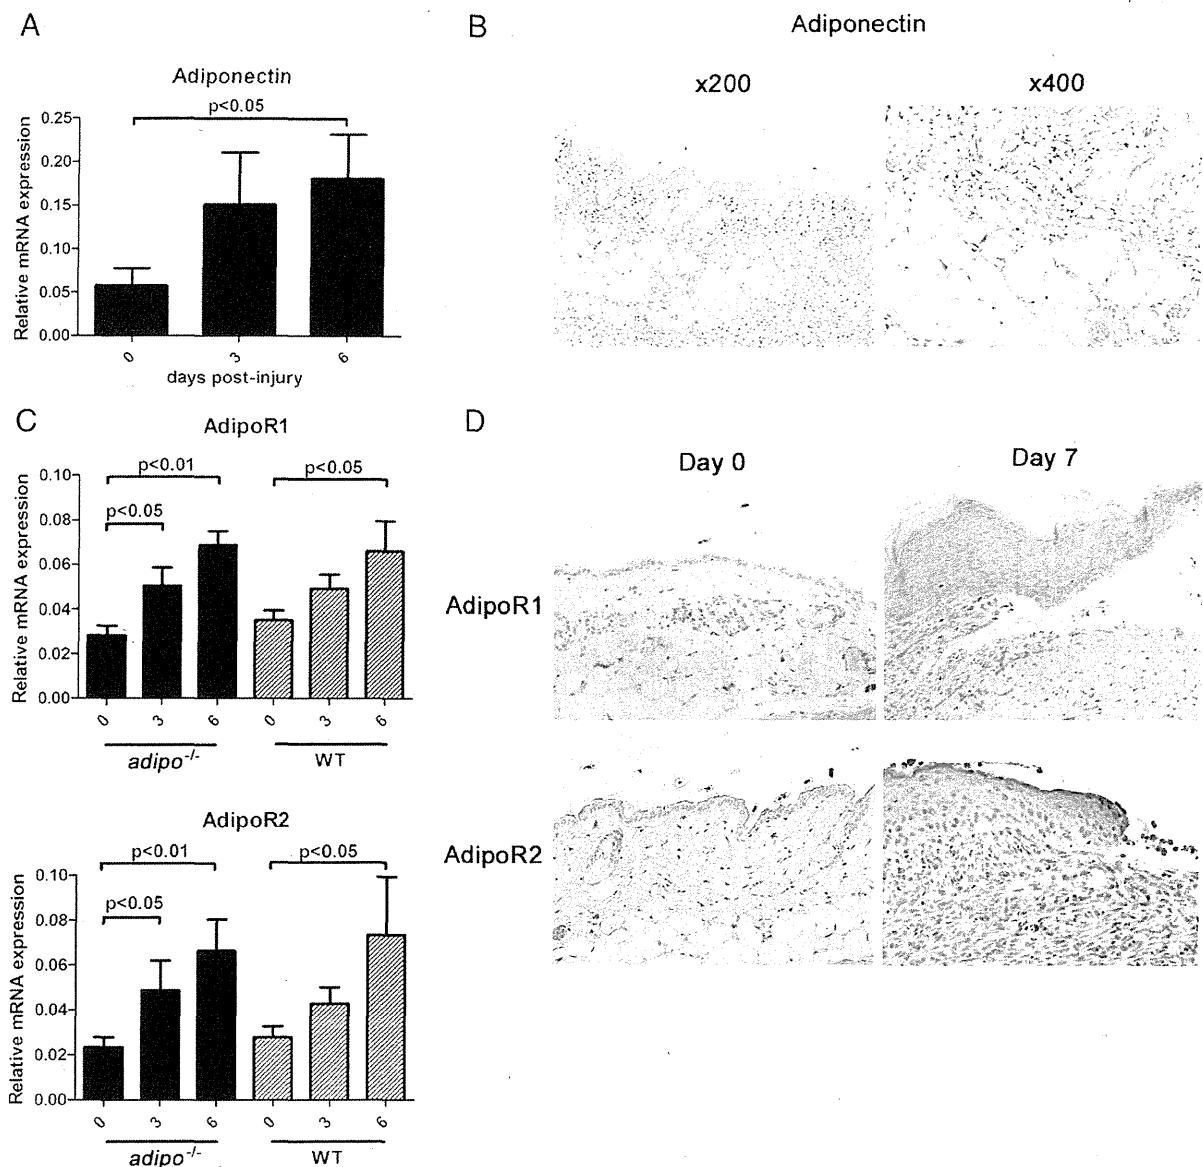 A
Adiponectin
p<0.05
Relative mRNA expression
0.25
0.20
0.15
0.10
0.05
0.00
0 3 6
days post-injury
B
Adiponectin
x200 x400
C
AdipoR1
p<0.01
p<0.05
p<0.05
Relative mRNA expression
0.10
0.08
0.06
0.04
0.02
0.00
0 3 6 0 3 6
adipo-/- WT
AdipoR2
p<0.01
p<0.05
p<0.05
Relative mRNA expression
0.10
0.08
0.06
0.04
0.02
0.00
0 3 6 0 3 6
adipo-/- WT
D
Day 0 Day 7
AdipoR1
AdipoR2